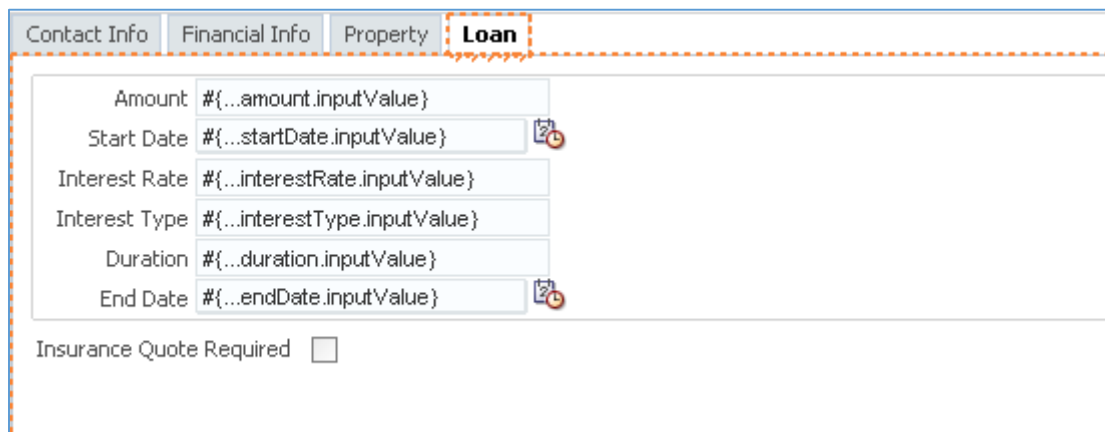 Contact Info Financial Info Property Loan
Amount #{...amount.inputValue}
Start Date #{...startDate.inputValue}
Interest Rate #{...interestRate.inputValue}
Interest Type #{...interestType.inputValue}
Duration #{...duration.inputValue}
End Date #{...endDate.inputValue}
Insurance Quote Required